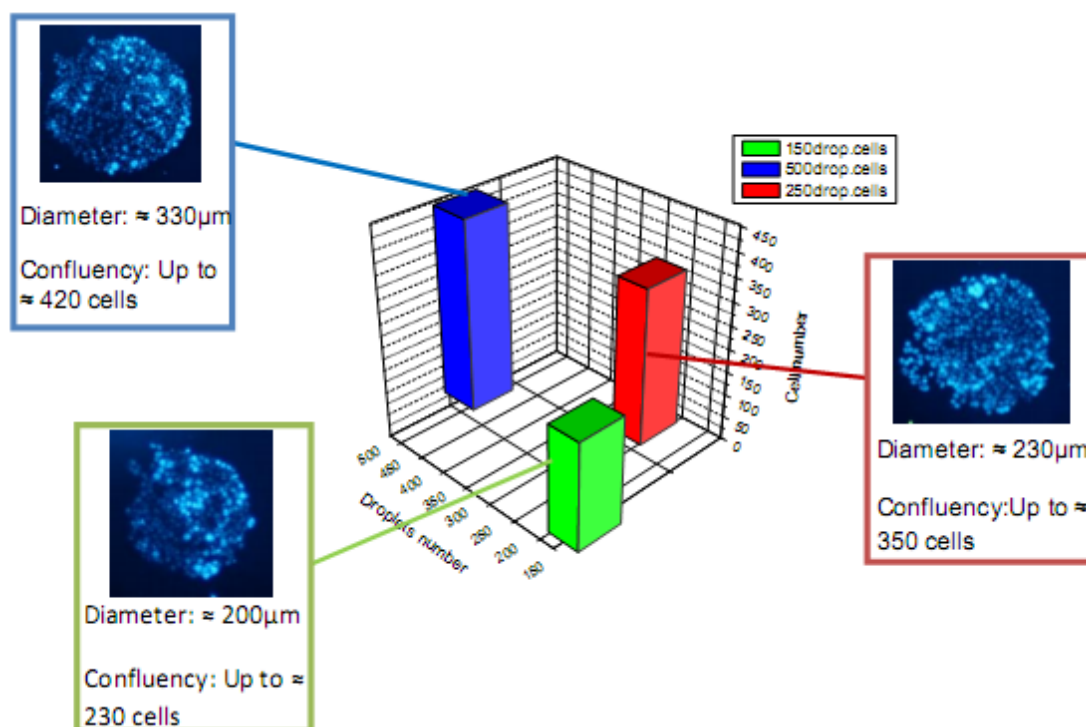 Diameter: ≈ 330µm
Confluency: Up to
≈ 420 cells
150drop.cells
500drop.cells
250drop.cells
450
400
350
300
250
200
150
100
50
0
Cell number
500
450
400
350
300
250
200
150
Droplets number
Diameter: ≈ 230µm
Confluency:Up to ≈
350 cells
Diameter: ≈ 200µm
Confluency: Up to ≈
230 cells